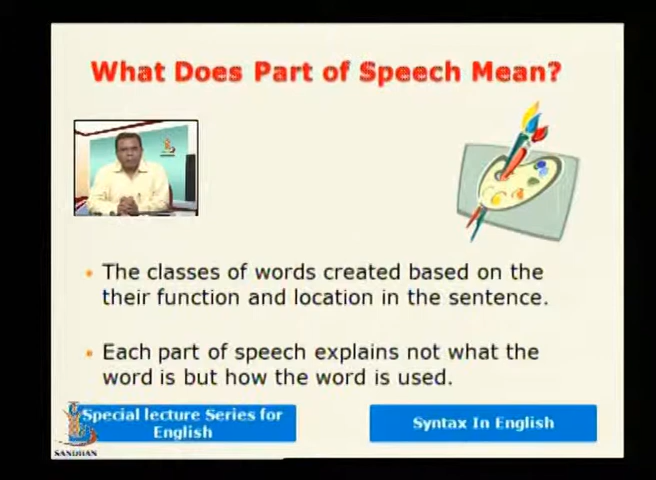 What Does Part of Speech Mean?
• The classes of words created based on the
their function and location in the sentence.
• Each part of speech explains not what the
word is but how the word is used.
Special lecture Series for
English
Syntax In English
SANDHAN